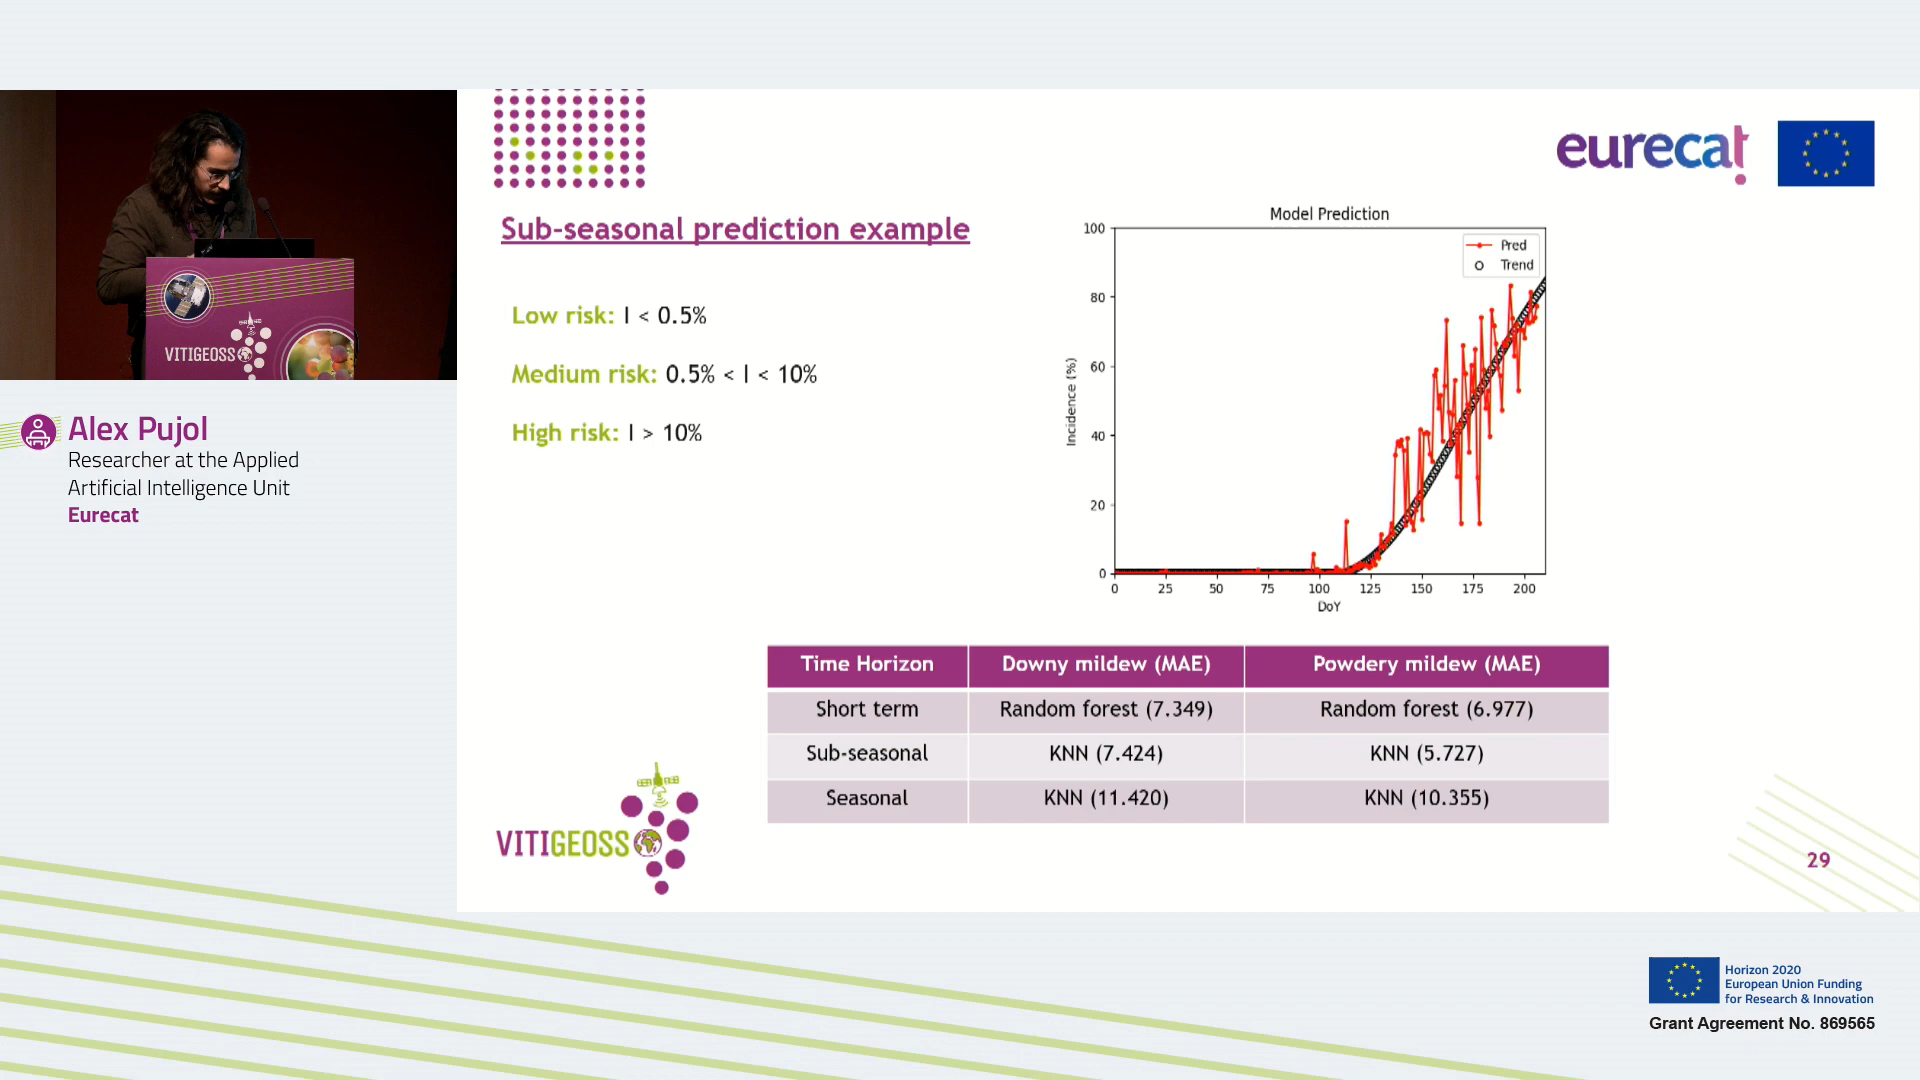 eurecat
Sub-seasonal prediction example
Low risk: I < 0.5%
Medium risk: 0.5% < I < 10%
High risk: I > 10%
Model Prediction
Pred
Trend
100
80
60
40
20
0
Incidence (%)
0 25 50 75 100 125 150 175 200
DoY
VITIGEOSS
Alex Pujol
Researcher at the Applied
Artificial Intelligence Unit
Eurecat
Time Horizon Downy mildew (MAE) Powdery mildew (MAE)
Short term Random forest (7.349) Random forest (6.977)
Sub-seasonal KNN (7.424) KNN (5.727)
Seasonal KNN (11.420) KNN (10.355)
VITIGEOSS
29
Horizon 2020
European Union Funding
for Research & Innovation
Grant Agreement No. 869565